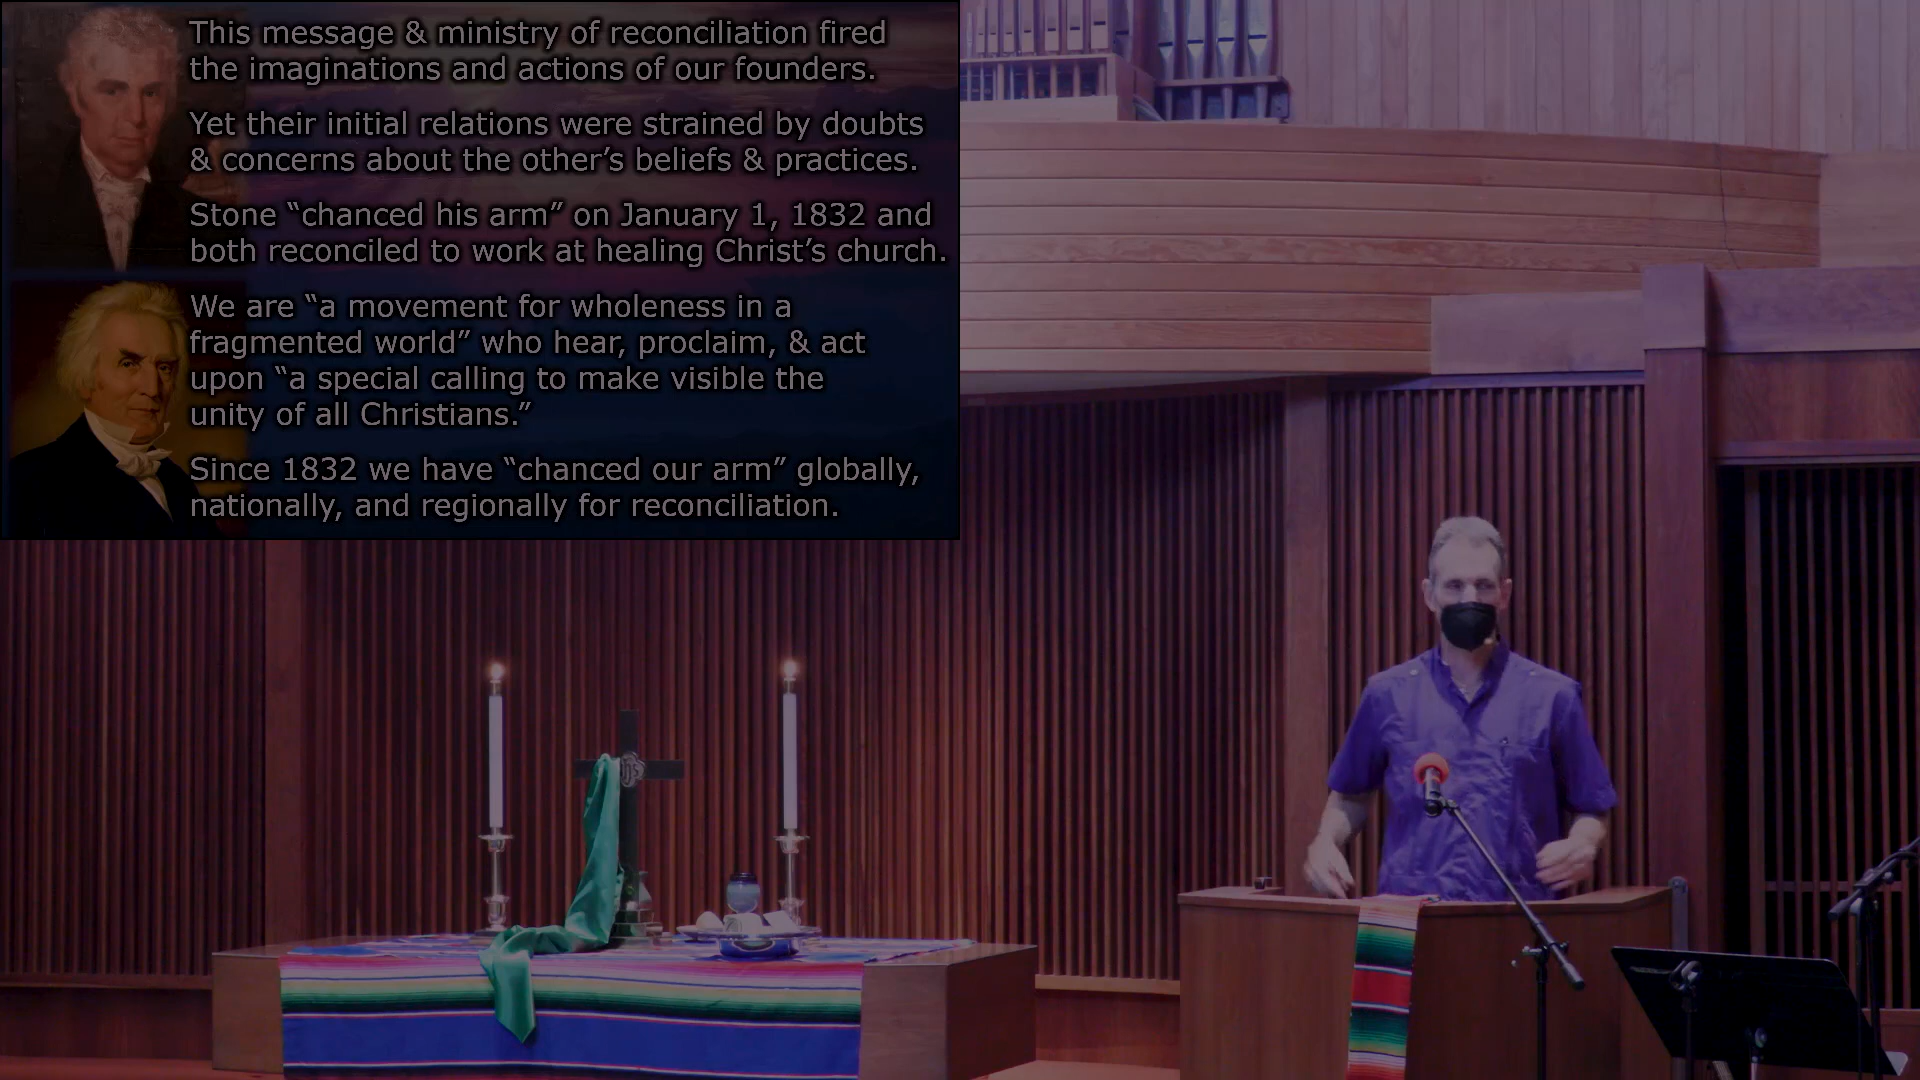 This message & ministry of reconciliation fired
the imaginations and actions of our founders.
Yet their initial relations were strained by doubts
& concerns about the other’s beliefs & practices.
Stone “chanced his arm” on January 1, 1832 and
both reconciled to work at healing Christ’s church.
We are “a movement for wholeness in a
fragmented world” who hear, proclaim, & act
upon “a special calling to make visible the
unity of all Christians.”
Since 1832 we have “chanced our arm” globally,
nationally, and regionally for reconciliation.